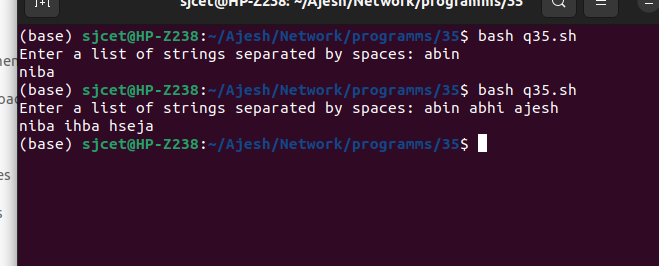 sjcet@HP-Z238: ~/Ajesh/Network/programms/35
(base) sjcet@HP-Z238:~/Ajesh/Network/programms/35$ bash q35.sh
Enter a list of strings separated by spaces: abin
niba
(base) sjcet@HP-Z238:~/Ajesh/Network/programms/35$ bash q35.sh
Enter a list of strings separated by spaces: abin abhi ajesh
niba ihba hseja
(base) sjcet@HP-Z238:~/Ajesh/Network/programms/35$